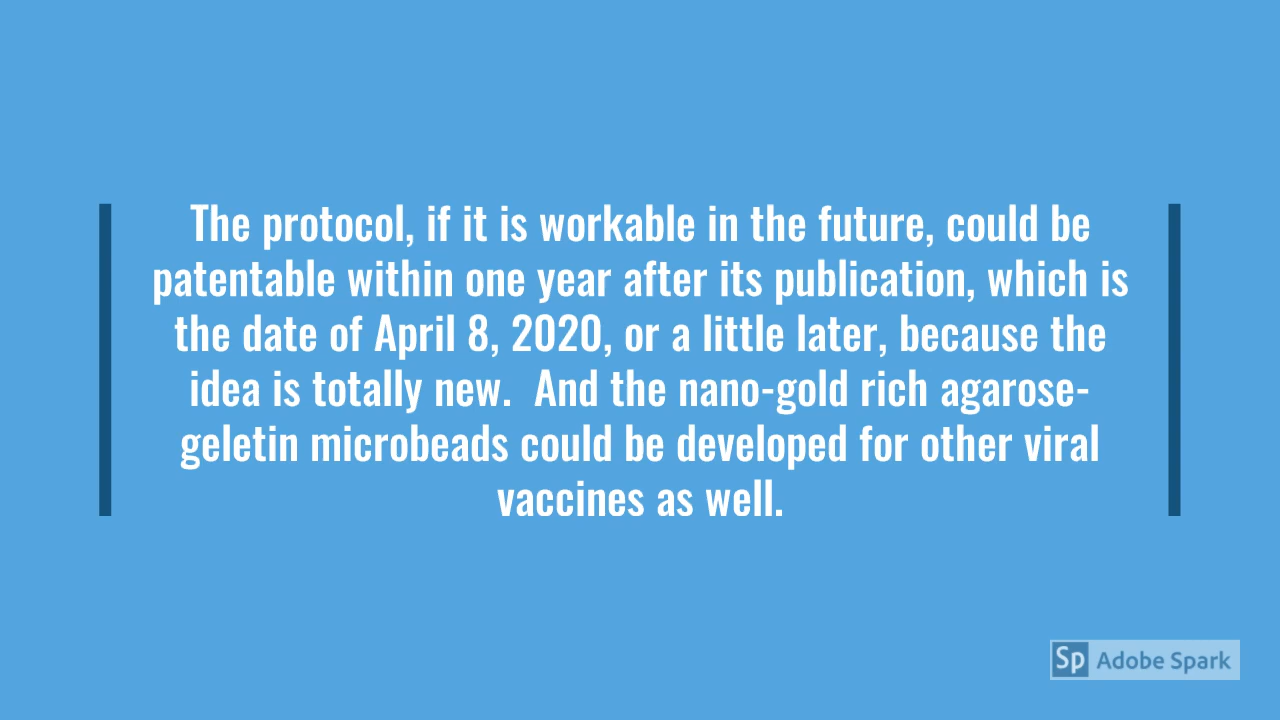 The protocol, if it is workable in the future, could be
patentable within one year after its publication, which is
the date of April 8, 2020, or a little later, because the
idea is totally new.  And the nano-gold rich agarose-
geletin microbeads could be developed for other viral
vaccines as well.
Sp Adobe Spark